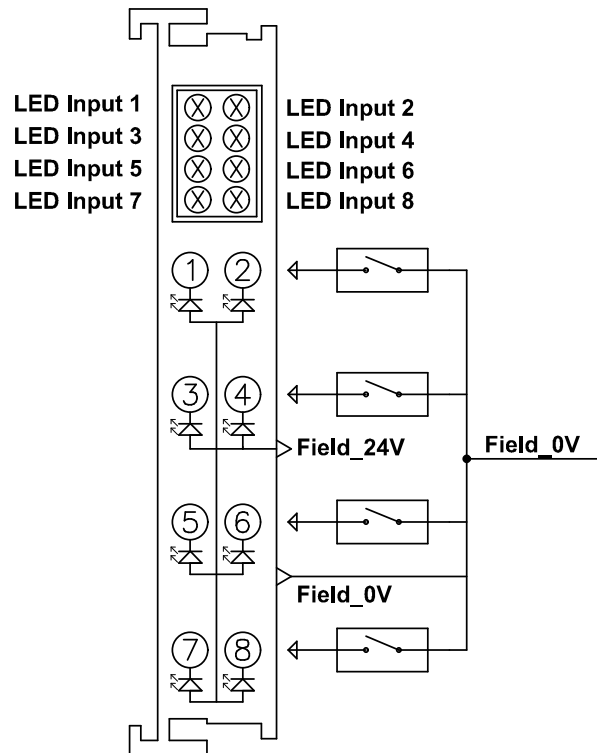 LED Input 1 LED Input 2
LED Input 3 LED Input 4
LED Input 5 LED Input 6
LED Input 7 LED Input 8
1 2
3 4
Field_24V Field_0V
5 6
Field_0V
7 8